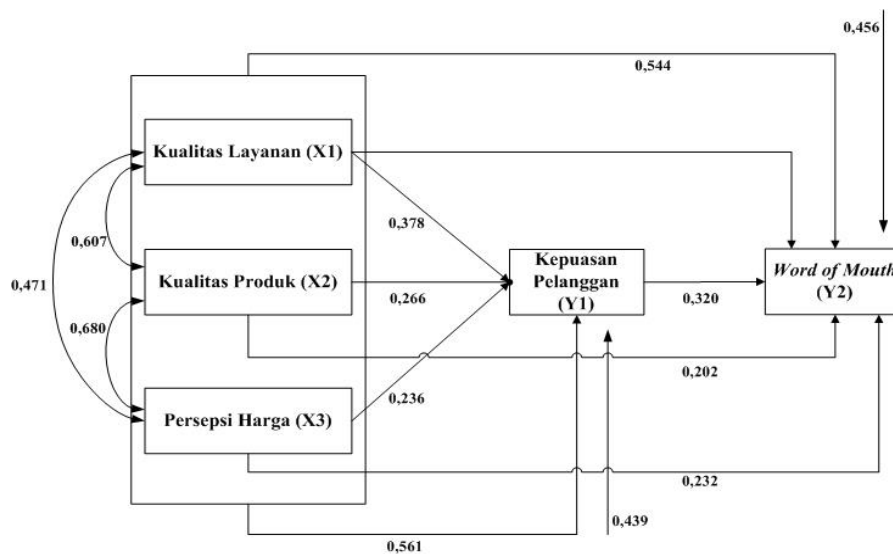 0,456
0,544
Kualitas Layanan (X1)
0,378
0,607
Kepuasan
Pelanggan
(Y1)
Word of Mouth
(Y2)
Kualitas Produk (X2)
0,471
0,266
0,320
0,680
0,202
0,236
Persepsi Harga (X3)
0,232
0,439
0,561